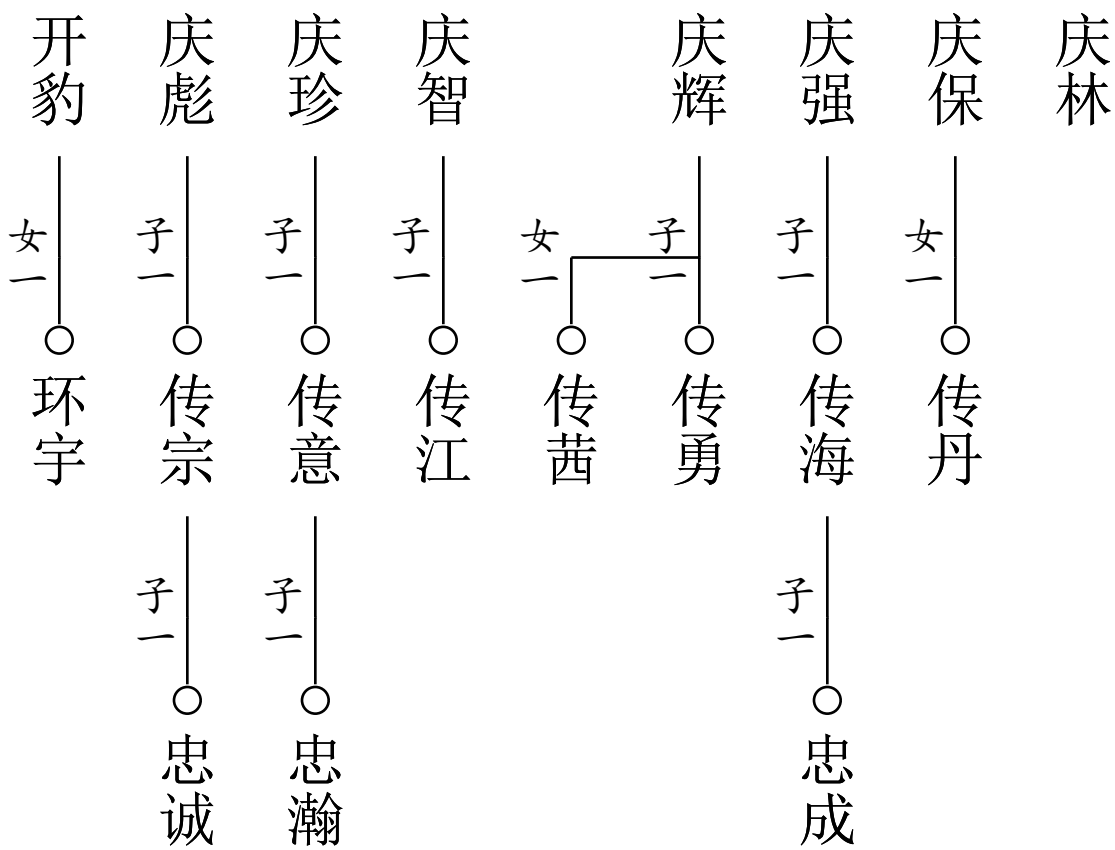 开豹
庆彪
庆珍
庆智
庆辉
庆强
庆保
庆林
女一
子一
子一
子一
女一
子一
子一
女一
环宇
传宗
传意
传江
传茜
传勇
传海
传丹
子一
子一
子一
忠诚
忠瀚
忠成